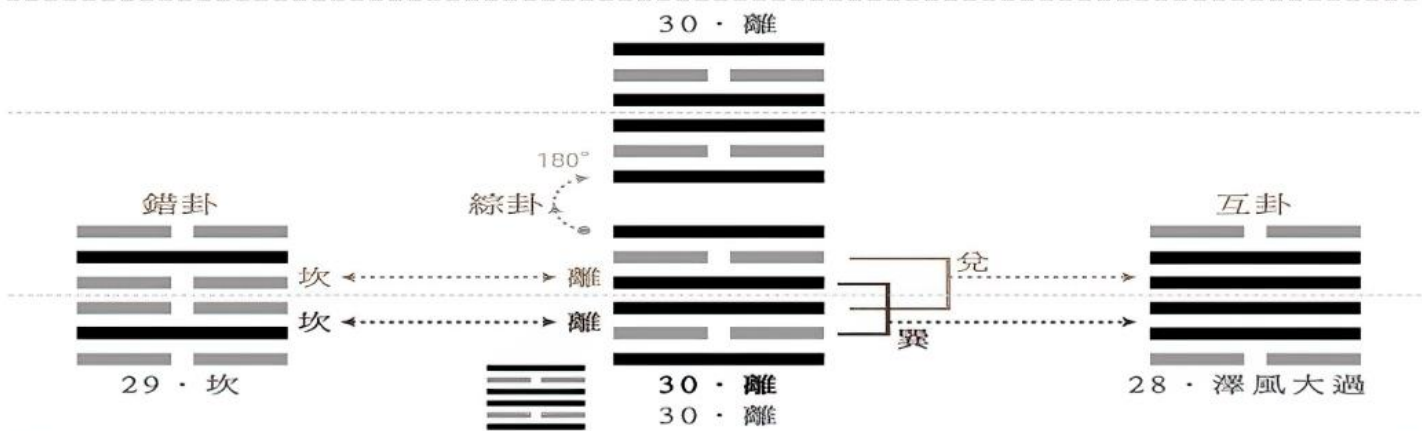 30 · 離
180°
錯卦
綜卦
互卦
坎
離
兌
坎
離
巽
29 · 坎
30 · 離
30 · 離
28 · 澤風大過